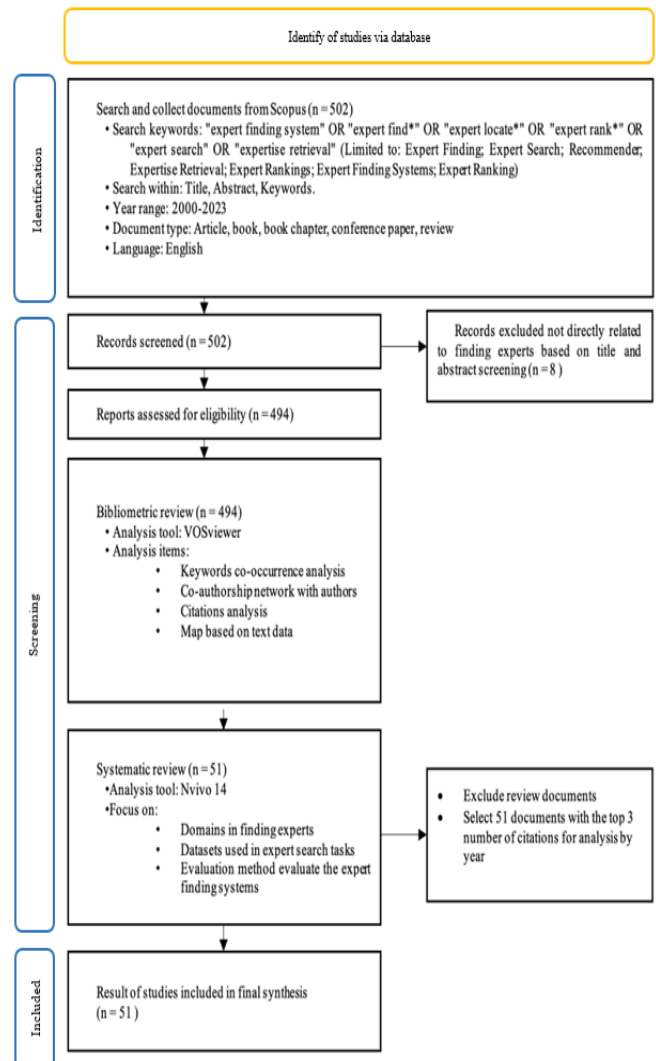 Identify of studies via database
Identification
Search and collect documents from Scopus (n = 502)
• Search keywords: "expert finding system" OR "expert find*" OR "expert locate*" OR "expert rank*" OR
"expert search" OR "expertise retrieval" (Limited to: Expert Finding; Expert Search; Recommender;
Expertise Retrieval; Expert Rankings; Expert Finding Systems; Expert Ranking)
• Search within: Title, Abstract, Keywords.
• Year range: 2000-2023
• Document type: Article, book, book chapter, conference paper, review
• Language: English
Screening
Records screened (n = 502)
Records excluded not directly related
to finding experts based on title and
abstract screening (n = 8 )
Reports assessed for eligibility (n = 494)
Bibliometric review (n = 494)
• Analysis tool: VOSviewer
• Analysis items:
• Keywords co-occurrence analysis
• Co-authorship network with authors
• Citations analysis
• Map based on text data
Systematic review (n = 51)
•Analysis tool: Nvivo 14
•Focus on:
• Domains in finding experts
• Datasets used in expert search tasks
• Evaluation method evaluate the expert
finding systems
• Exclude review documents
• Select 51 documents with the top 3
number of citations for analysis by
year
Included
Result of studies included in final synthesis
(n = 51 )